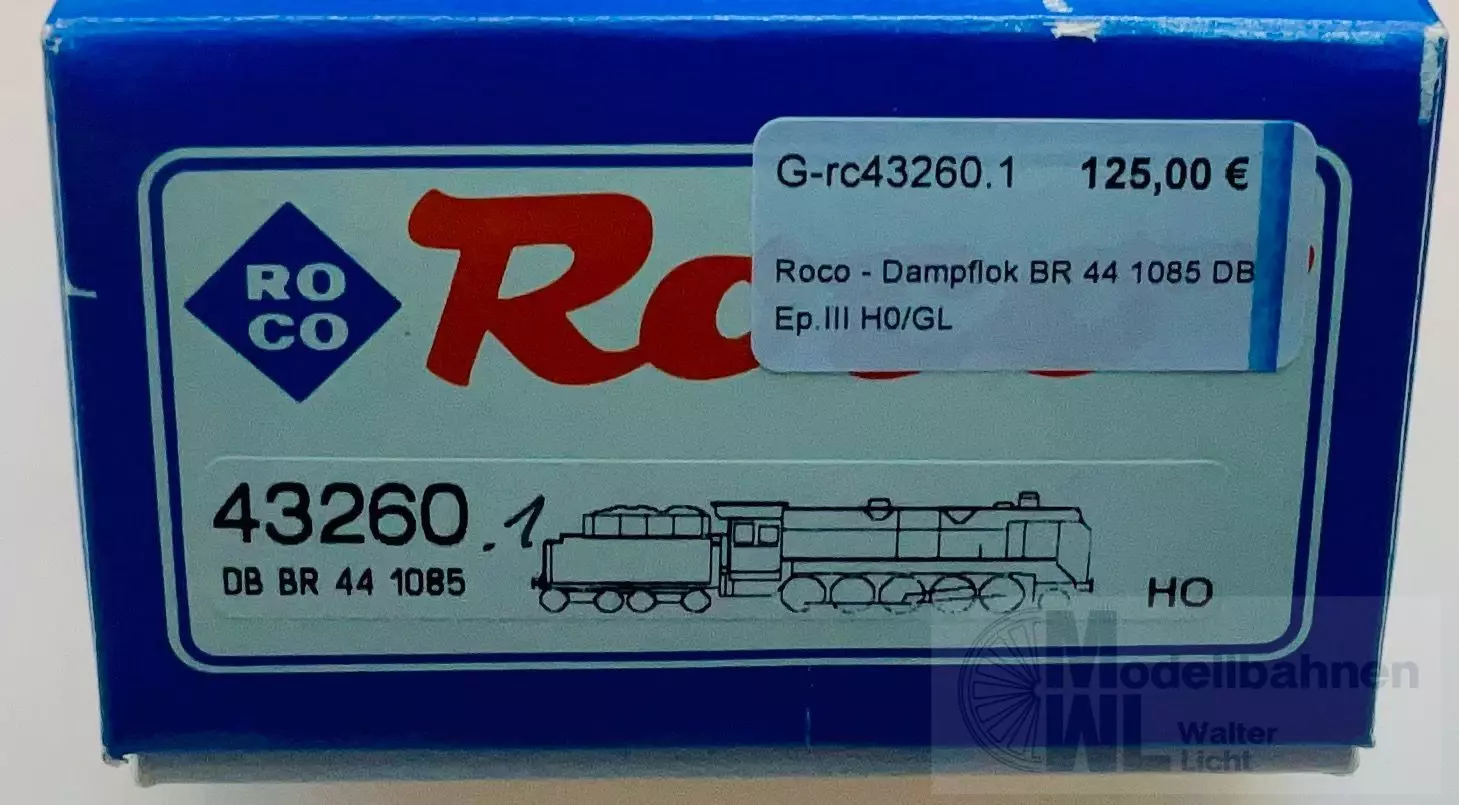 G-rc43260.1 125,00 €
Roco - Dampflok BR 44 1085 DB
Ep.III H0/GL
RO
CO
43260.1
DB BR 44 1085
HO
Modellbahnen
WL Walter
Licht